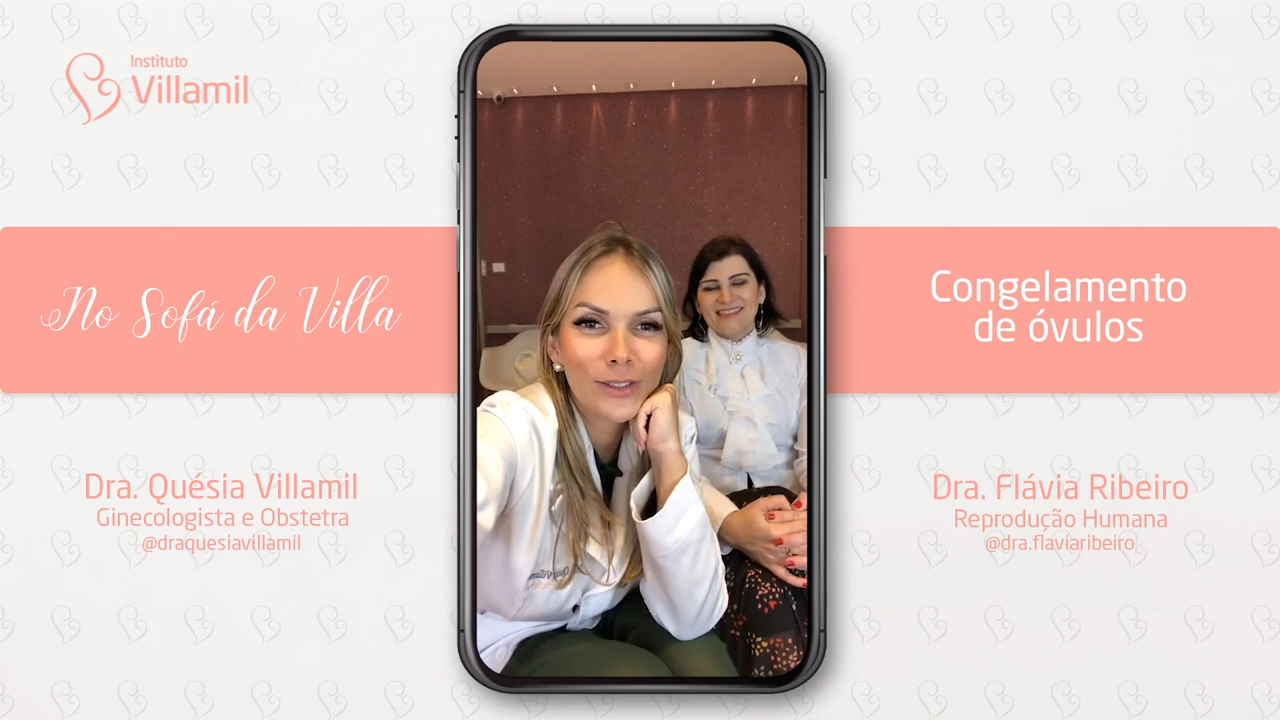 Instituto
Villamil
No Sofá da Villa
Congelamento
de óvulos
Dra. Quésia Villamil
Ginecologista e Obstetra
@draquesiavillamil
Dra. Flávia Ribeiro
Reprodução Humana
@dra.flaviaribeiro